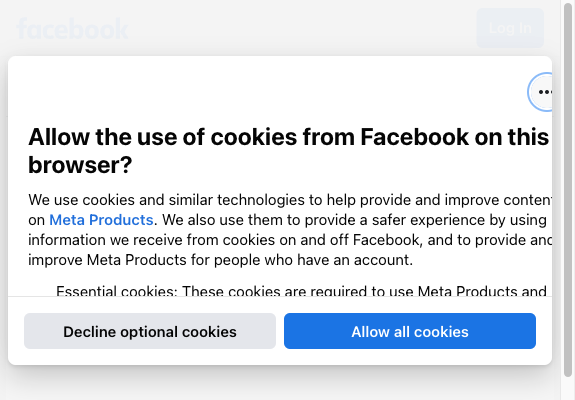 facebook
Log In
Allow the use of cookies from Facebook on this
browser?
We use cookies and similar technologies to help provide and improve content
on Meta Products. We also use them to provide a safer experience by using
information we receive from cookies on and off Facebook, and to provide and
improve Meta Products for people who have an account.
Essential cookies: These cookies are required to use Meta Products and
Decline optional cookies
Allow all cookies